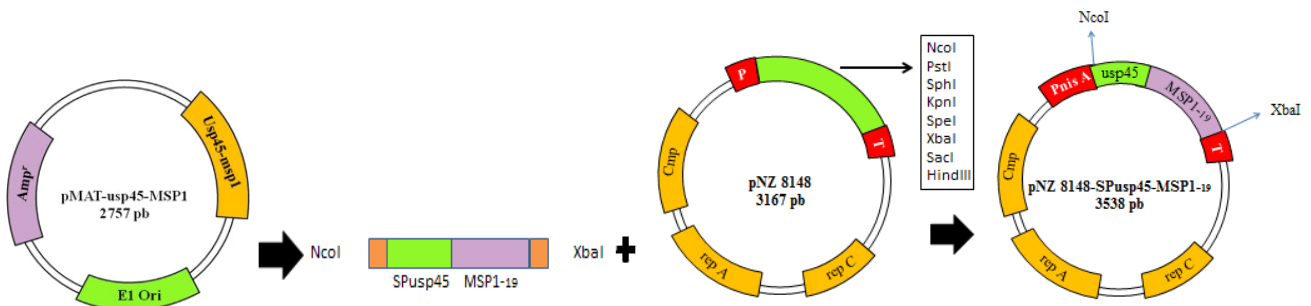 Amp^r
Usp45-msp1
pMAT-usp45-MSP1
2757 pb
E1 Ori
NcoI
SPusp45 MSP1-19
XbaI
+
P
T
Cmp
pNZ 8148
3167 pb
rep A
rep C
NcoI
PstI
SphI
KpnI
SpeI
XbaI
SacI
HindIII
NcoI
Pnis A
usp45
MSP1-19
XbaI
T
Cmp
pNZ 8148-SPusp45-MSP1-19
3538 pb
rep A
rep C